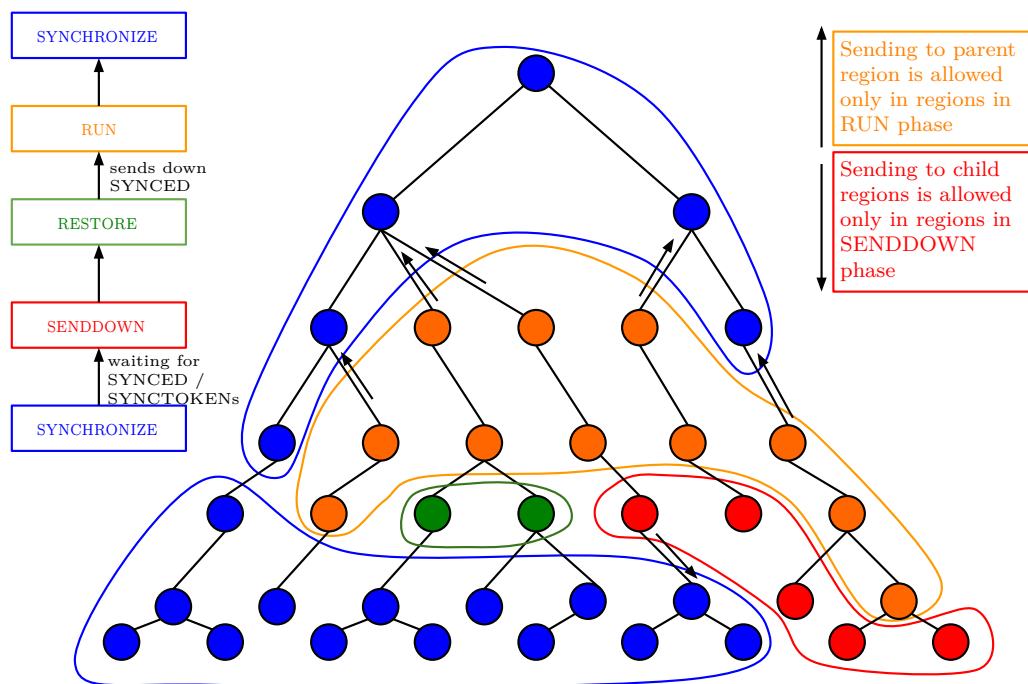 SYNCHRONIZE
RUN
sends down
SYNCED
RESTORE
SENDDOWN
waiting for
SYNCED /
SYNCTOKENs
SYNCHRONIZE
Sending to parent
region is allowed
only in regions in
RUN phase
Sending to child
regions is allowed
only in regions in
SENDDOWN
phase